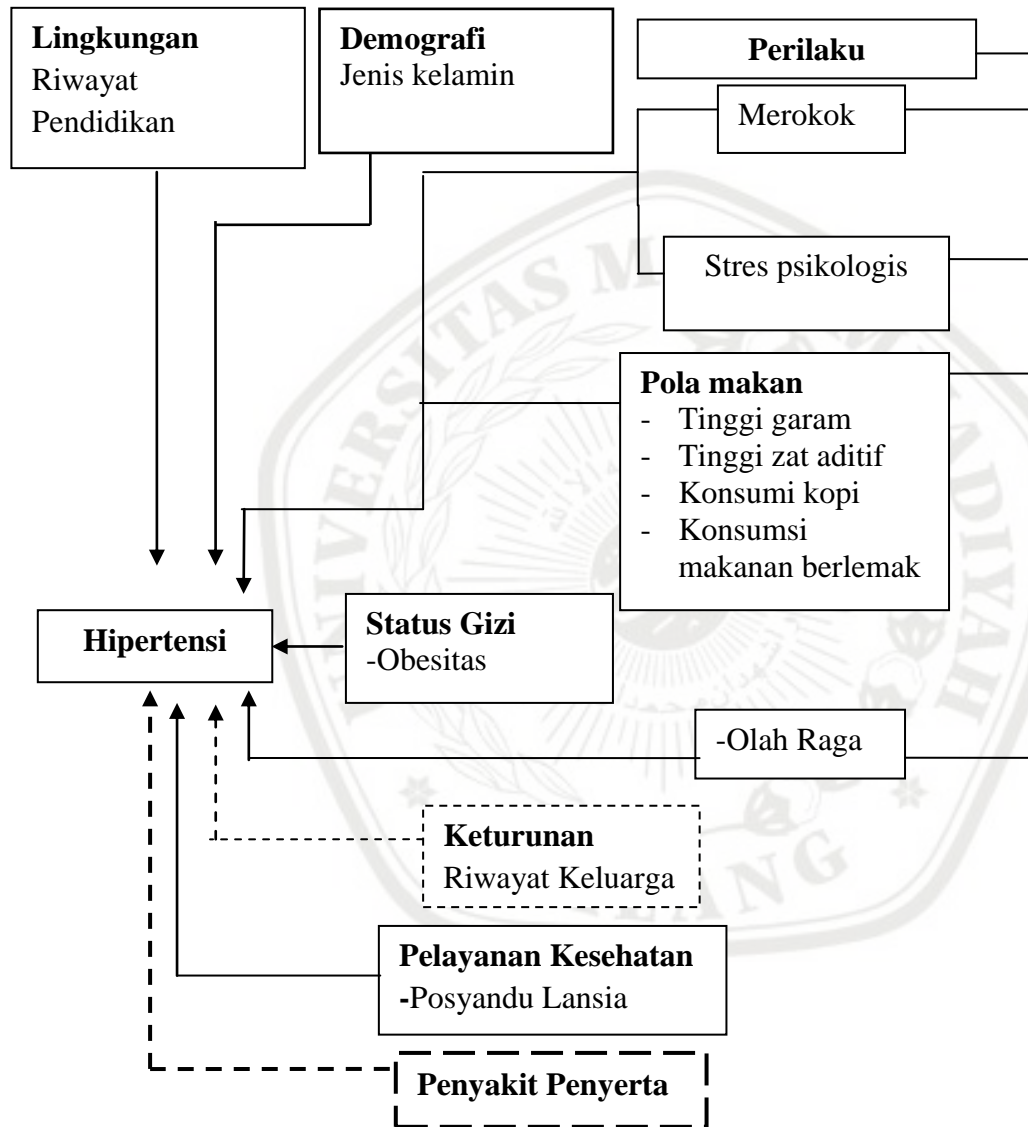 Lingkungan
Riwayat
Pendidikan
Demografi
Jenis kelamin
Perilaku
Merokok
Stres psikologis
Pola makan
- Tinggi garam
- Tinggi zat aditif
- Konsumi kopi
- Konsumsi
makanan berlemak
Hipertensi
Status Gizi
-Obesitas
-Olah Raga
Keturunan
Riwayat Keluarga
Pelayanan Kesehatan
-Posyandu Lansia
Penyakit Penyerta
UNIVERSITAS M